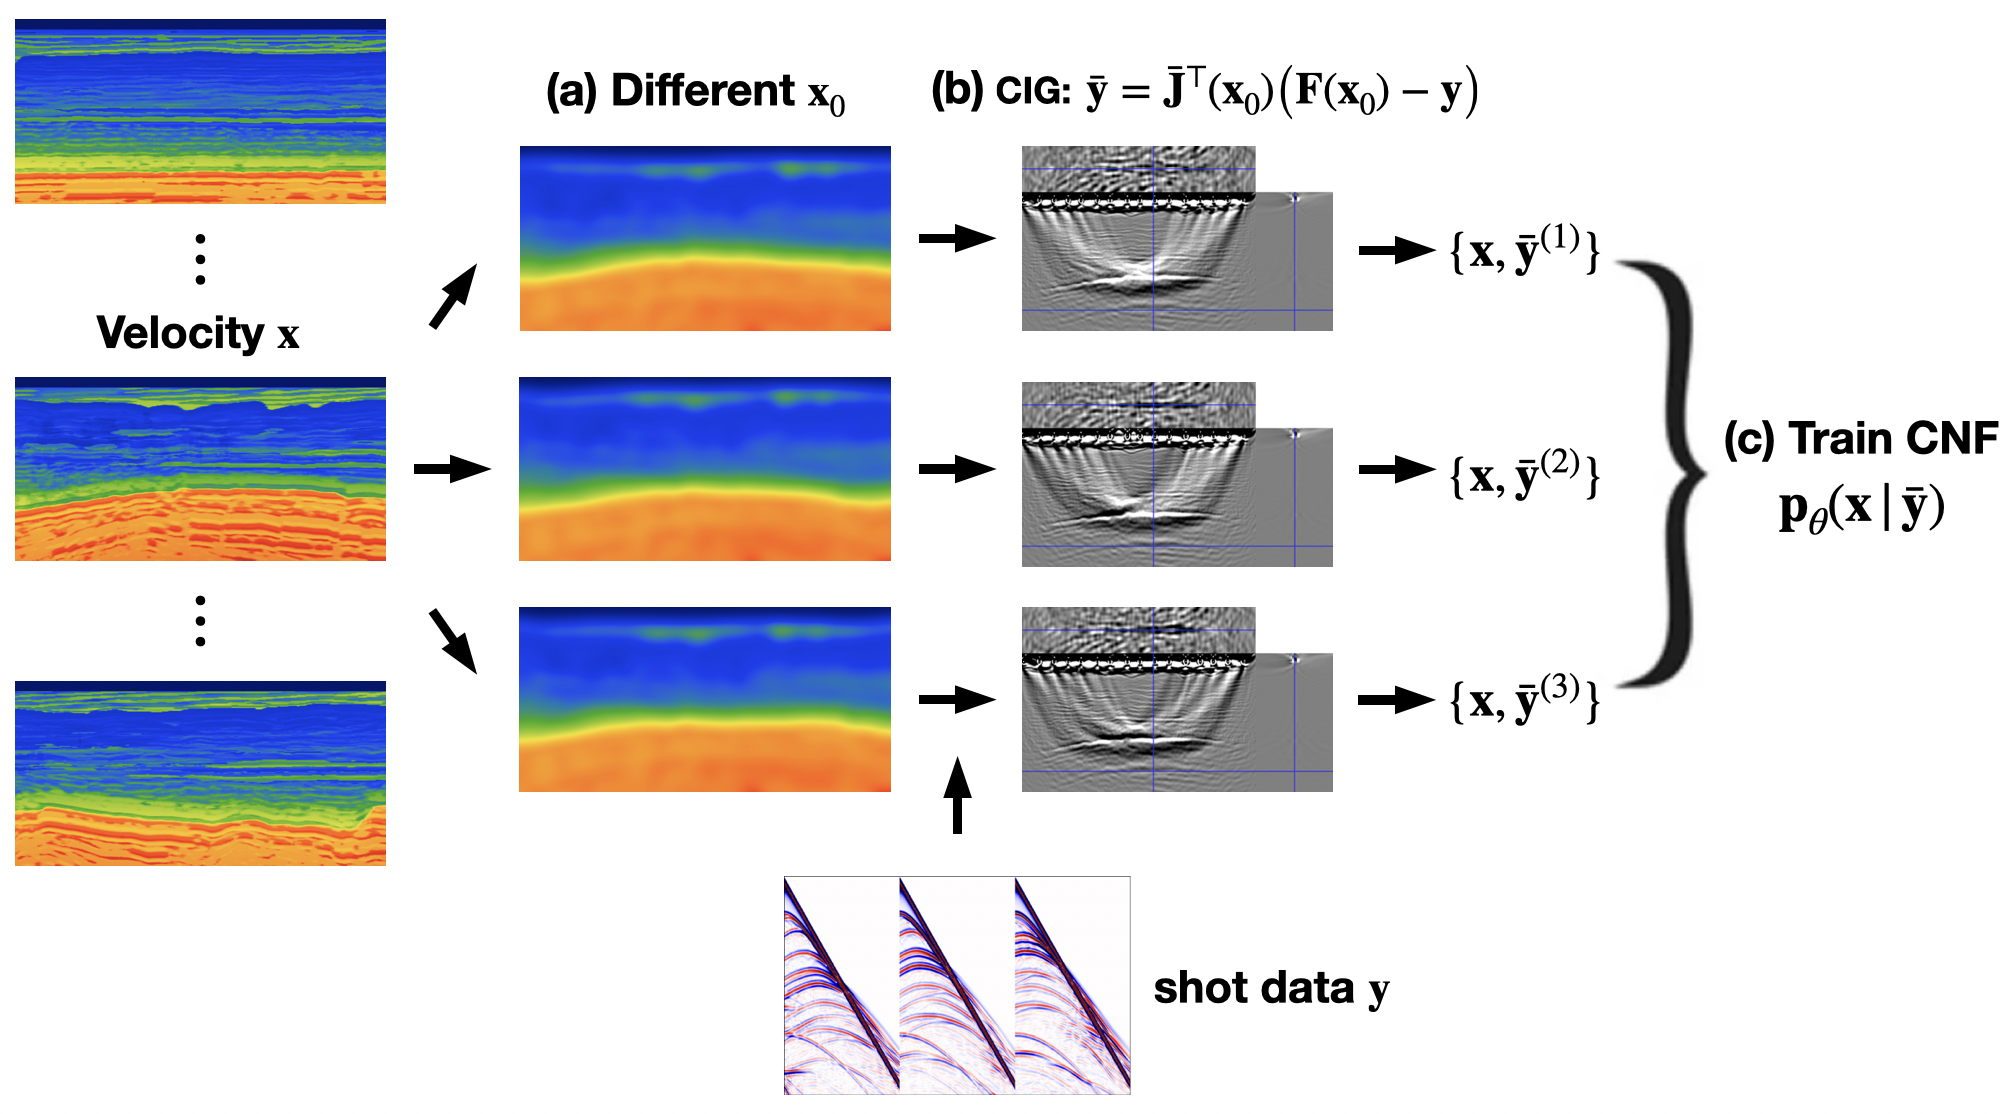 (a) Different x₀
(b) CIG: ȳ = J̄⊤(x₀)(F(x₀) − y)
Velocity x
{x, ȳ⁽¹⁾}
{x, ȳ⁽²⁾}
{x, ȳ⁽³⁾}
(c) Train CNF
p_θ(x | ȳ)
shot data y